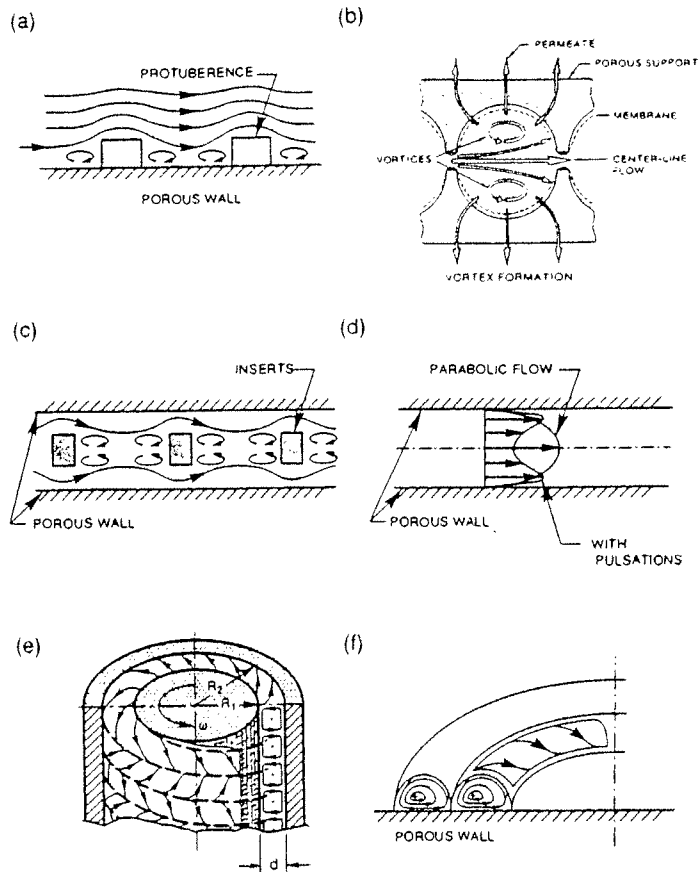 (a)
PROTUBERENCE
POROUS WALL
(b)
PERMEATE
POROUS SUPPORT
MEMBRANE
VORTICES
CENTER-LINE
FLOW
VORTEX FORMATION
(c)
INSERTS
POROUS WALL
(d)
PARABOLIC FLOW
POROUS WALL
WITH
PULSATIONS
(e)
R2
R1
ω
d
(f)
POROUS WALL